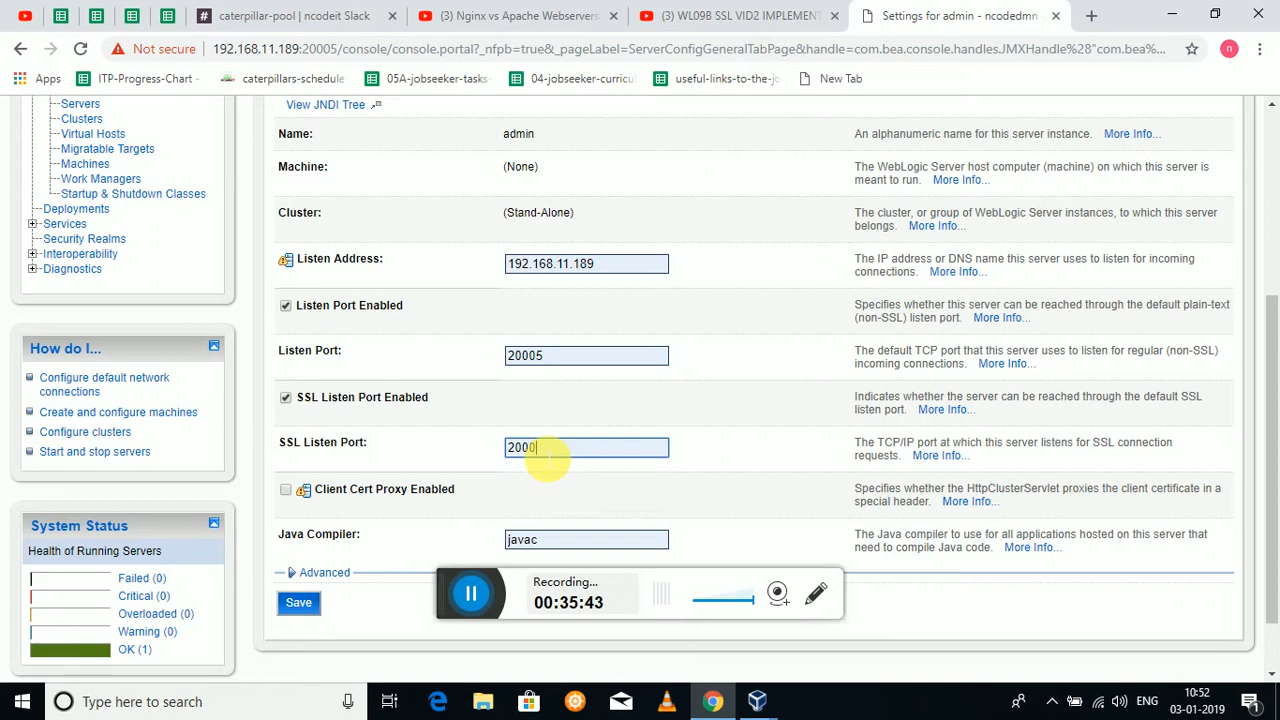 caterpillar-pool | ncodeit Slack
(3) Nginx vs Apache Webservers
(3) WL09B SSL VID2 IMPLEMENT
Settings for admin - ncodedmn
Not secure
192.168.11.189:20005/console/console.portal?_nfpb=true&_pageLabel=ServerConfigGeneralTabPage&handle=com.bea.console.handles.JMXHandle%28"com.bea%...
n
Apps
ITP-Progress-Chart -
caterpillars-schedule
05A-jobseeker-tasks-
04-jobseeker-curricu
useful-links-to-the-jo
New Tab
Servers
Clusters
Virtual Hosts
Migratable Targets
Machines
Work Managers
Startup & Shutdown Classes
Deployments
Services
Security Realms
Interoperability
Diagnostics
How do I...
Configure default network
connections
Create and configure machines
Configure clusters
Start and stop servers
System Status
Health of Running Servers
Failed (0)
Critical (0)
Overloaded (0)
Warning (0)
OK (1)
View JNDI Tree
Name:
admin
An alphanumeric name for this server instance. More Info...
Machine:
(None)
The WebLogic Server host computer (machine) on which this server is
meant to run. More Info...
Cluster:
(Stand-Alone)
The cluster, or group of WebLogic Server instances, to which this server
belongs. More Info...
Listen Address:
192.168.11.189
The IP address or DNS name this server uses to listen for incoming
connections. More Info...
Listen Port Enabled
Specifies whether this server can be reached through the default plain-text
(non-SSL) listen port. More Info...
Listen Port:
20005
The default TCP port that this server uses to listen for regular (non-SSL)
incoming connections. More Info...
SSL Listen Port Enabled
Indicates whether the server can be reached through the default SSL
listen port. More Info...
SSL Listen Port:
2000
The TCP/IP port at which this server listens for SSL connection
requests. More Info...
Client Cert Proxy Enabled
Specifies whether the HttpClusterServlet proxies the client certificate in a
special header. More Info...
Java Compiler:
javac
The Java compiler to use for all applications hosted on this server that
need to compile Java code. More Info...
Advanced
Save
Recording...
00:35:43
Type here to search
ENG
10:52
03-01-2019
1